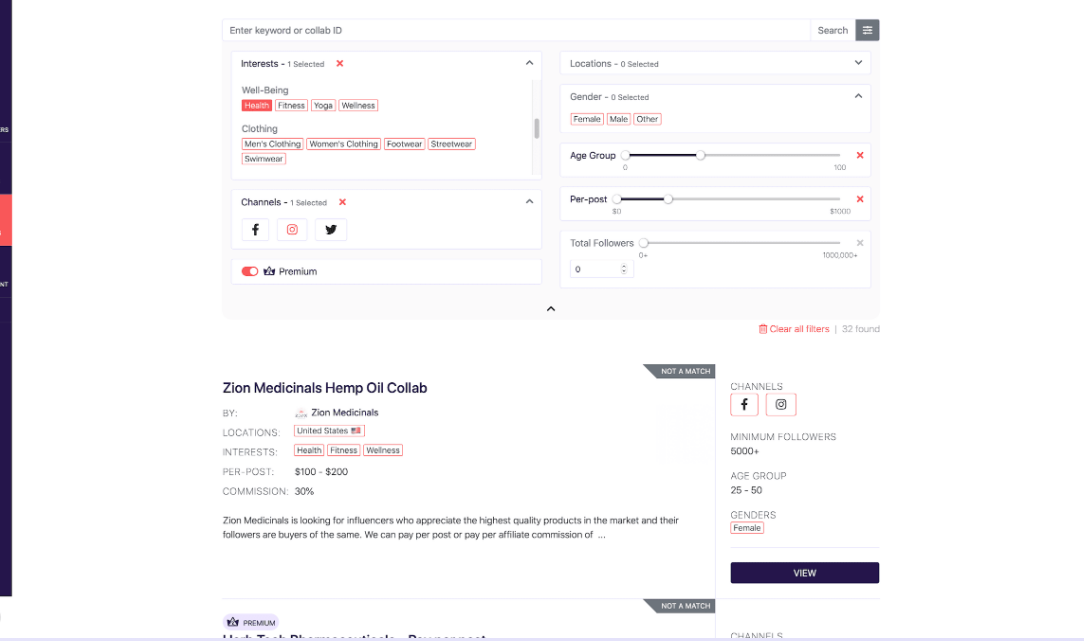 Enter keyword or collab ID
Search
Interests - 1 Selected
Well-Being
Health Fitness Yoga Wellness
Clothing
Men's Clothing Women's Clothing Footwear Streetwear
Swimwear
Channels - 1 Selected
Premium
Locations - 0 Selected
Gender - 0 Selected
Female Male Other
Age Group
0 100
Per-post
$0 $1000
Total Followers
0+ 1000,000+
0
Clear all filters | 32 found
RS
NT
NOT A MATCH
Zion Medicinals Hemp Oil Collab
BY: Zion Medicinals
LOCATIONS: United States
INTERESTS: Health Fitness Wellness
PER-POST: $100 - $200
COMMISSION: 30%
Zion Medicinals is looking for influencers who appreciate the highest quality products in the market and their
followers are buyers of the same. We can pay per post or pay per affiliate commission of ...
CHANNELS
MINIMUM FOLLOWERS
5000+
AGE GROUP
25 - 50
GENDERS
Female
VIEW
NOT A MATCH
PREMIUM
CHANNELS